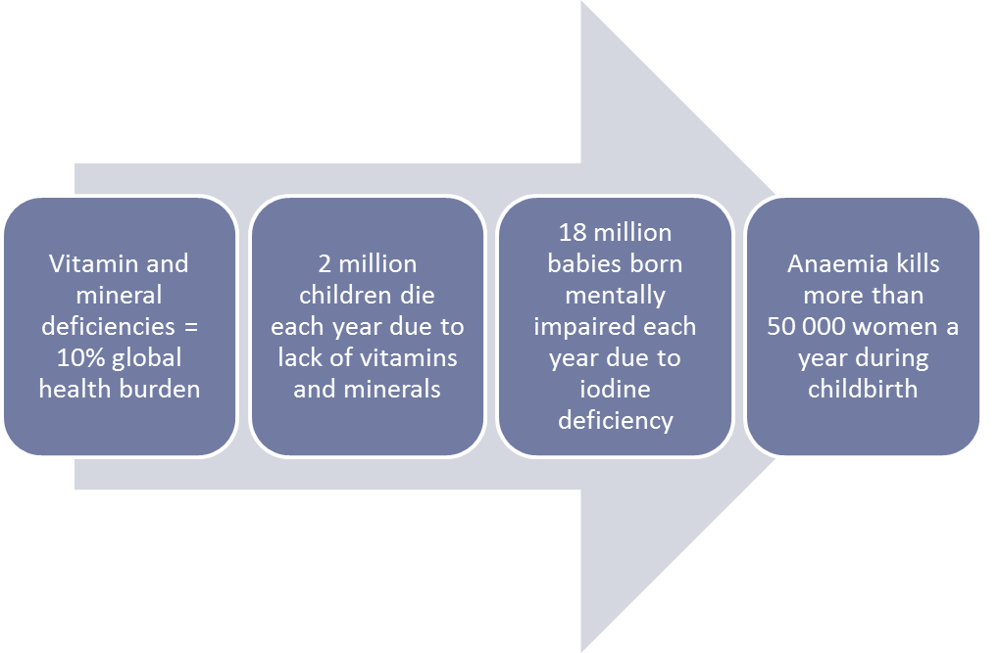 Vitamin and
mineral
deficiencies =
10% global
health burden
2 million
children die
each year due to
lack of vitamins
and minerals
18 million
babies born
mentally
impaired each
year due to
iodine
deficiency
Anaemia kills
more than
50 000 women a
year during
childbirth